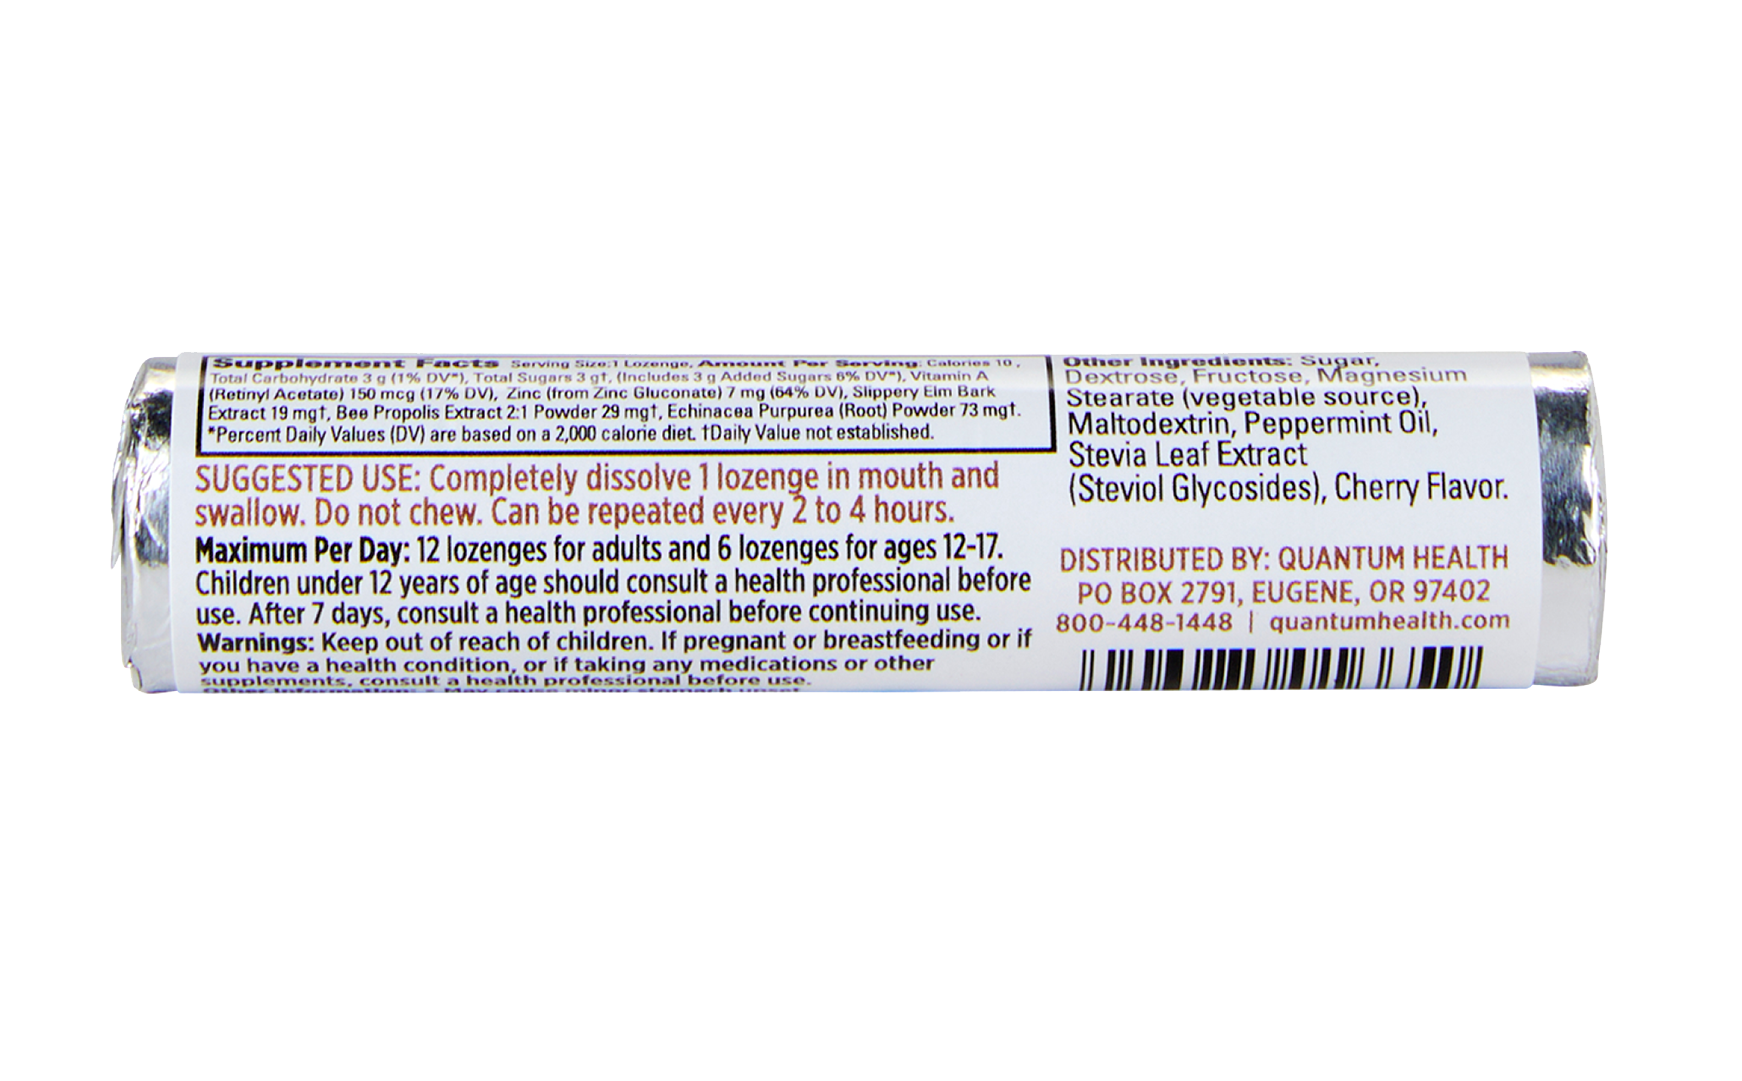 Supplement Facts Serving Size:1 Lozenge, Amount Per Serving: Calories 10 ,
Total Carbohydrate 3 g (1% DV*), Total Sugars 3 g†, (Includes 3 g Added Sugars 6% DV*), Vitamin A
(Retinyl Acetate) 150 mcg (17% DV), Zinc (from Zinc Gluconate) 7 mg (64% DV), Slippery Elm Bark
Extract 19 mg†, Bee Propolis Extract 2:1 Powder 29 mg†, Echinacea Purpurea (Root) Powder 73 mg†.
*Percent Daily Values (DV) are based on a 2,000 calorie diet. †Daily Value not established.
SUGGESTED USE: Completely dissolve 1 lozenge in mouth and
swallow. Do not chew. Can be repeated every 2 to 4 hours.
Maximum Per Day: 12 lozenges for adults and 6 lozenges for ages 12-17.
Children under 12 years of age should consult a health professional before
use. After 7 days, consult a health professional before continuing use.
Warnings: Keep out of reach of children. If pregnant or breastfeeding or if
you have a health condition, or if taking any medications or other
supplements, consult a health professional before use.
Other Information: • May cause minor stomach upset
Other Ingredients: Sugar,
Dextrose, Fructose, Magnesium
Stearate (vegetable source),
Maltodextrin, Peppermint Oil,
Stevia Leaf Extract
(Steviol Glycosides), Cherry Flavor.
DISTRIBUTED BY: QUANTUM HEALTH
PO BOX 2791, EUGENE, OR 97402
800-448-1448 | quantumhealth.com